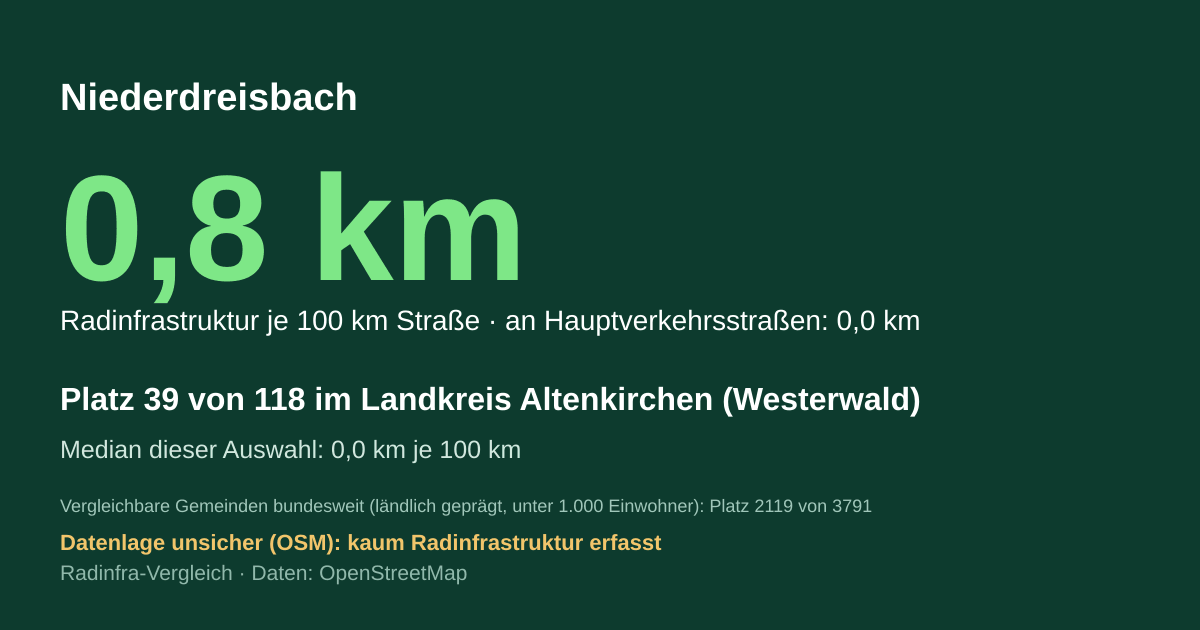 Niederdreisbach
0,8 km
Radinfrastruktur je 100 km Straße · an Hauptverkehrsstraßen: 0,0 km
Platz 39 von 118 im Landkreis Altenkirchen (Westerwald)
Median dieser Auswahl: 0,0 km je 100 km
Vergleichbare Gemeinden bundesweit (ländlich geprägt, unter 1.000 Einwohner): Platz 2119 von 3791
Datenlage unsicher (OSM): kaum Radinfrastruktur erfasst
Radinfra-Vergleich · Daten: OpenStreetMap